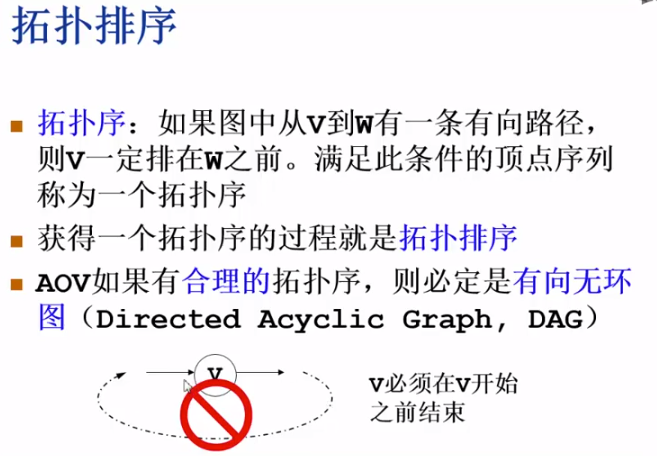 拓扑排序
拓扑序：如果图中从V到W有一条有向路径，
则V一定排在W之前。满足此条件的顶点序列
称为一个拓扑序
获得一个拓扑序的过程就是拓扑排序
AOV如果有合理的拓扑序，则必定是有向无环
图（Directed Acyclic Graph, DAG）
V
V必须在V开始
之前结束